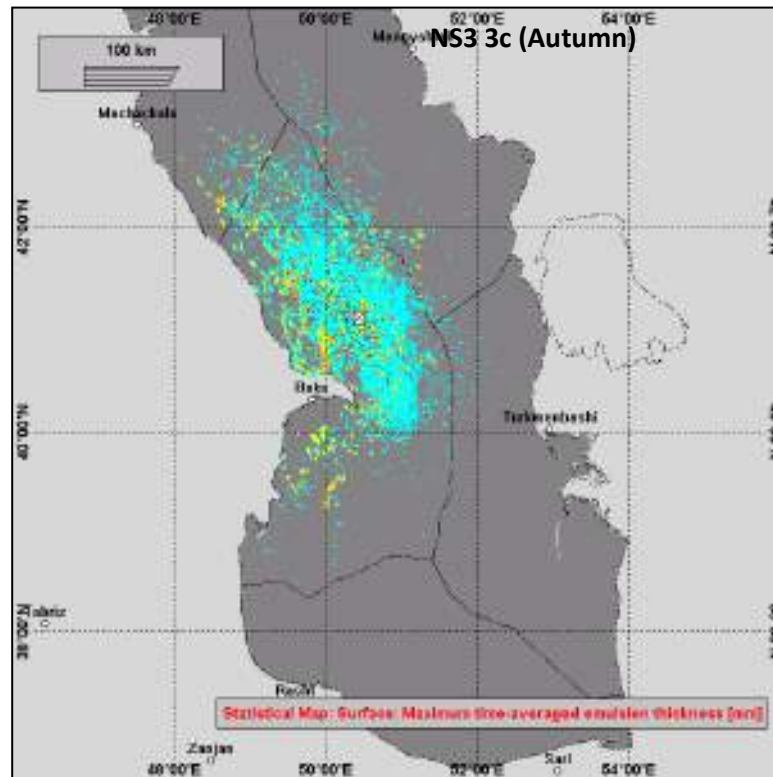 48°00'E 50°00'E 52°00'E 54°00'E
NS3 3c (Autumn)
100 km
Machackala
42°00'N
Baku
Turkmenbashi
40°00'N
38°00'N
Rasht
Statistical Map: Surface: Maximum time-averaged emulsion thickness [mm]
Zanjan
Sari
48°00'E 50°00'E 52°00'E 54°00'E